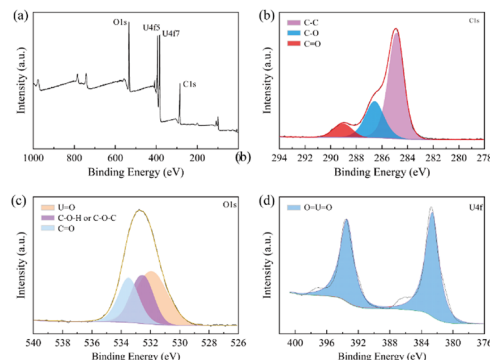 (a)
O1s
U4f5
U4f7
C1s
Intensity (a.u.)
1000 800 600 400 200 0
Binding Energy (eV)
(b)
C1s
C-C
C-O
C=O
Intensity (a.u.)
294 292 290 288 286 284 282 280 278
Binding Energy (eV)
(c)
O1s
U=O
C-O-H or C-O-C
C=O
Intensity (a.u.)
540 538 536 534 532 530 528 526
Binding Energy (eV)
(d)
U4f
O=U=O
Intensity (a.u.)
400 396 392 388 384 380 376
Binding Energy (eV)